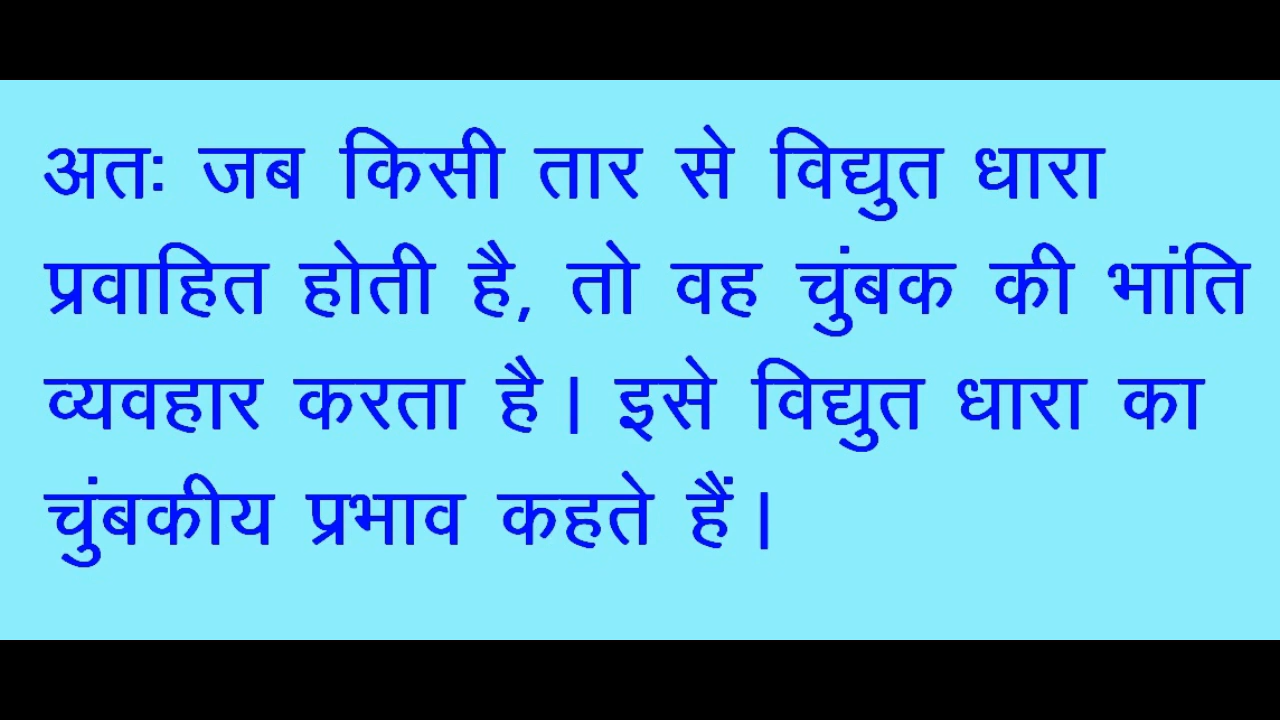 अतः जब किसी तार से विद्युत धारा
प्रवाहित होती है, तो वह चुंबक की भांति
व्यवहार करता है। इसे विद्युत धारा का
चुंबकीय प्रभाव कहते हैं।